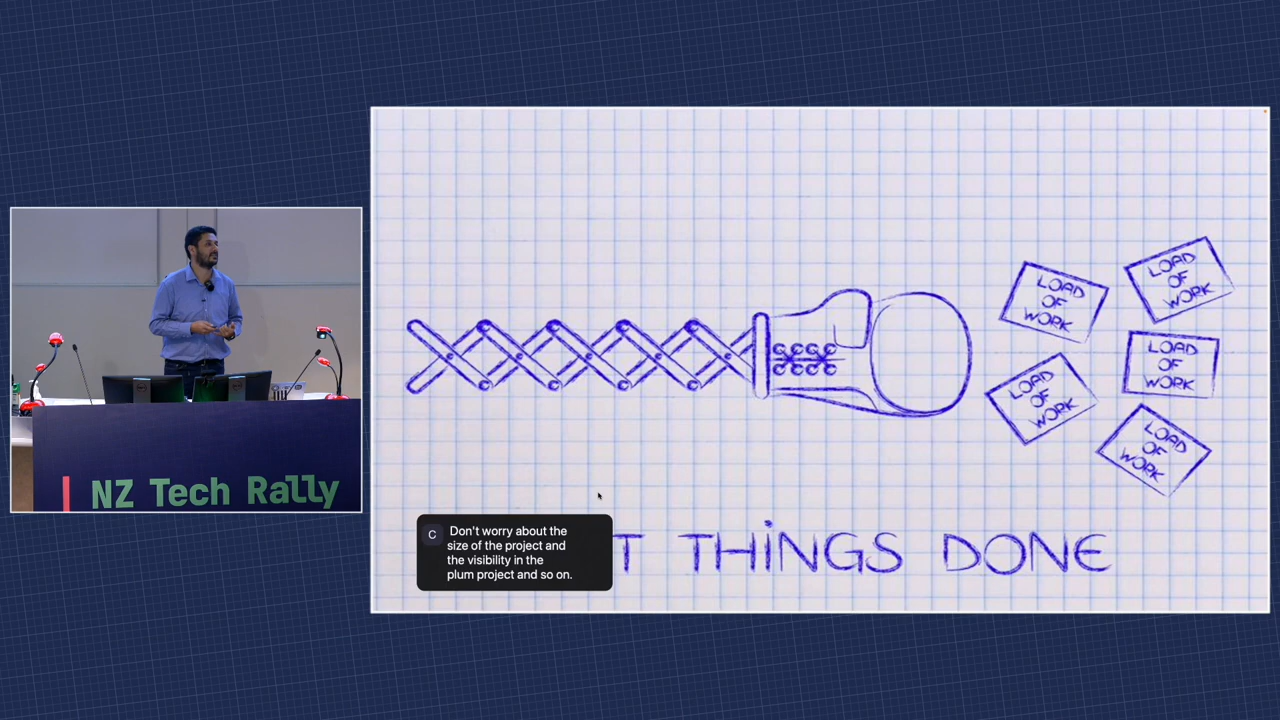 LOAD
OF
WORK
LOAD
OF
WORK
LOAD
OF
WORK
LOAD
OF
WORK
LOAD
OF
WORK
T THiNGS DONE
C
Don't worry about the
size of the project and
the visibility in the
plum project and so on.
NZ Tech Rally